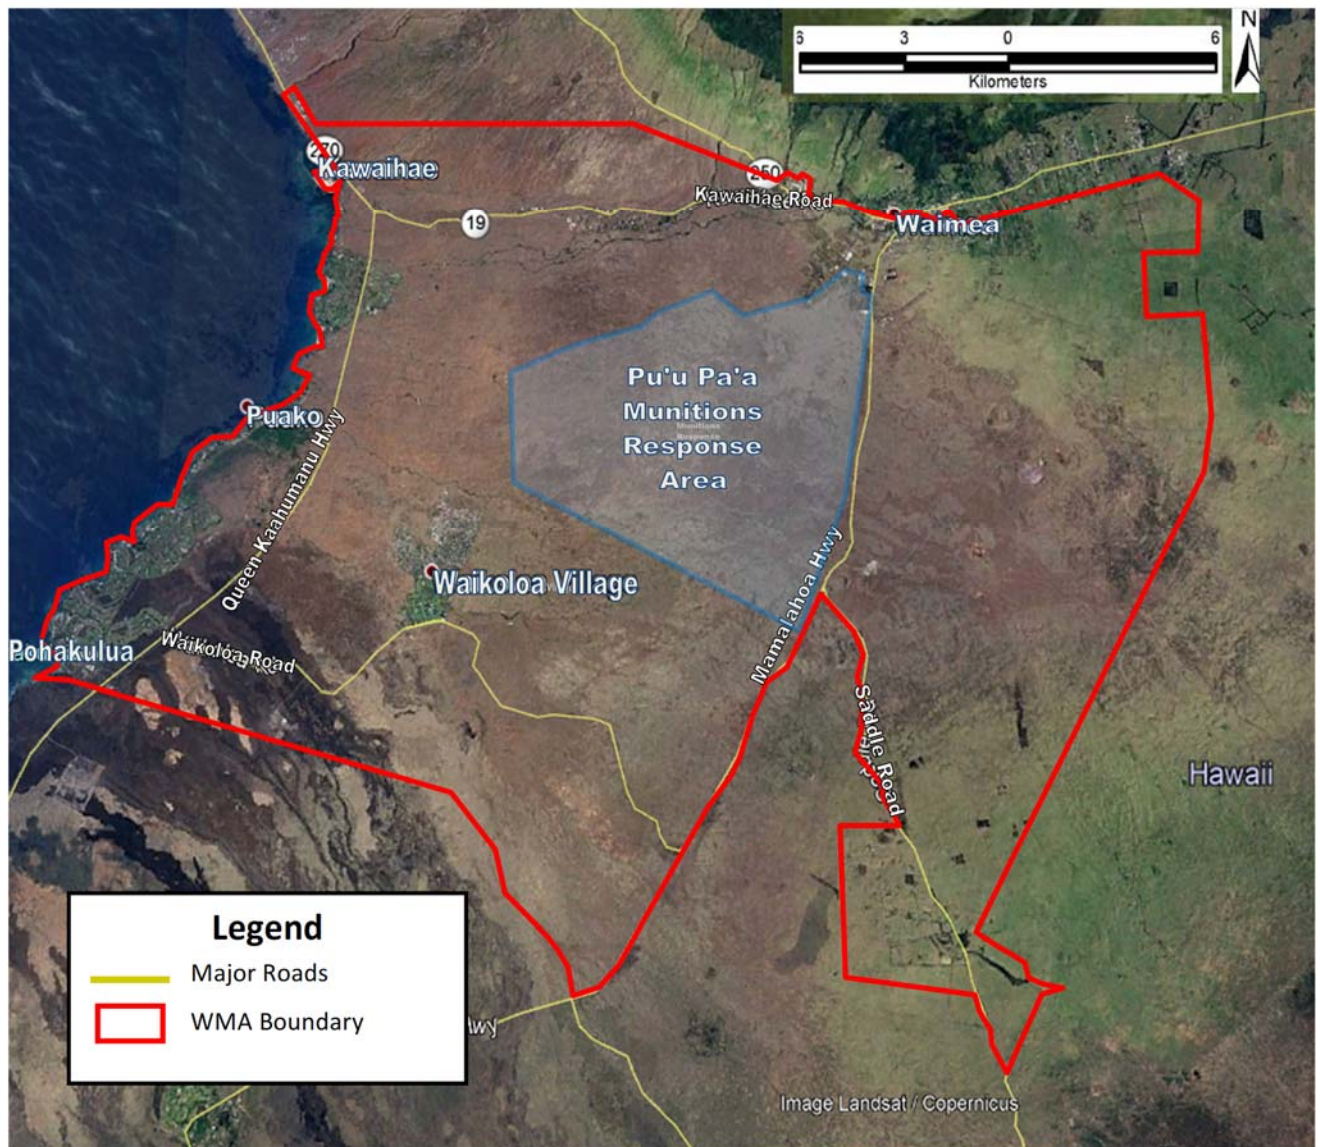 N
6 3 0 6
Kilometers
270
Kawaihae
250
Kawaihae Road
19
Waimea
Pu'u Pa'a
Munitions
Response
Area
Munitions
Response
Puako
Queen Kaahumanu Hwy
Waikoloa Village
Mamalahoa Hwy
Pohakulua
Waikoloa Road
Saddle Road
Hawaii
Legend
Major Roads
WMA Boundary
Hwy
Image Landsat / Copernicus